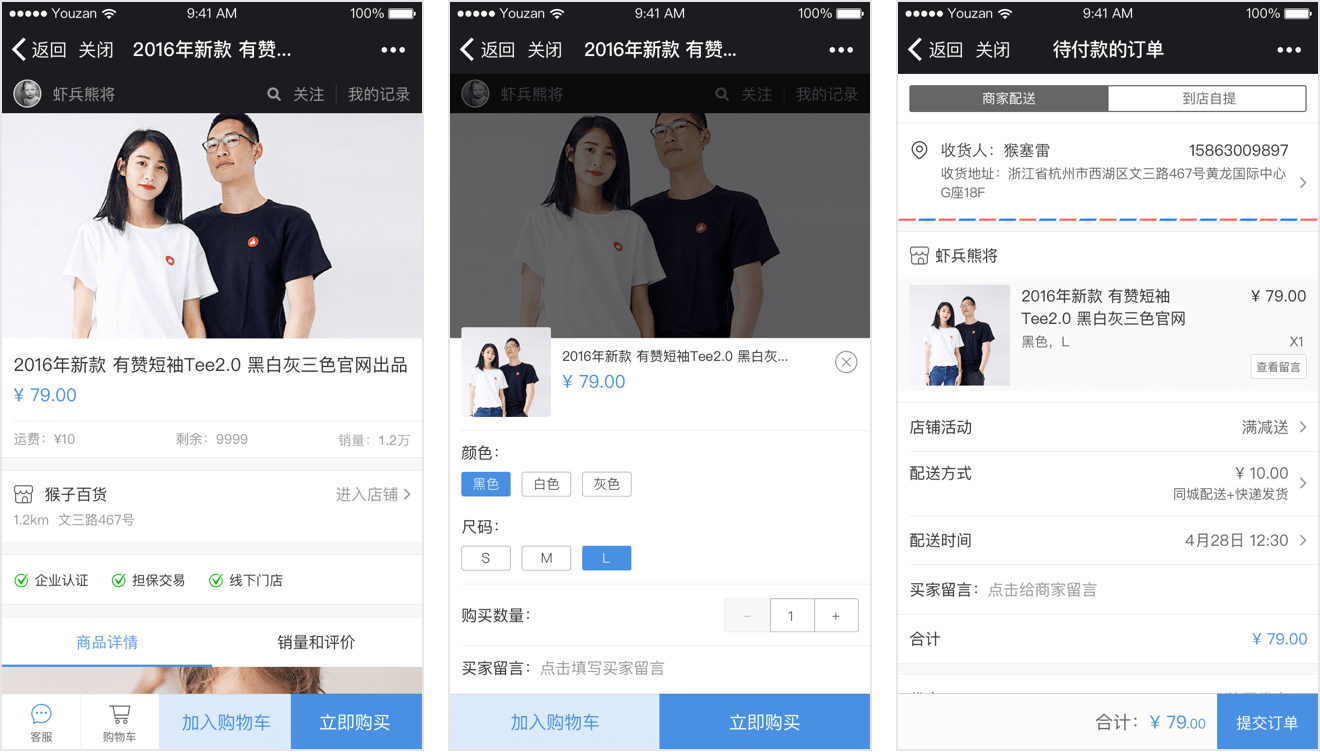 Youzan 9:41 AM 100%
返回 关闭 2016年新款 有赞...
虾兵熊将 关注 我的记录
2016年新款 有赞短袖Tee2.0 黑白灰三色官网出品
¥ 79.00
运费：¥10 剩余：9999 销量：1.2万
猴子百货 进入店铺
1.2km 文三路467号
企业认证 担保交易 线下门店
商品详情 销量和评价
客服 购物车 加入购物车 立即购买
Youzan 9:41 AM 100%
返回 关闭 2016年新款 有赞...
虾兵熊将 关注 我的记录
2016年新款 有赞短袖Tee2.0 黑白灰...
¥ 79.00
颜色：
黑色 白色 灰色
尺码：
S M L
购买数量： − 1 +
买家留言：点击填写买家留言
加入购物车 立即购买
Youzan 9:41 AM 100%
返回 关闭 待付款的订单
商家配送 到店自提
收货人：猴塞雷 15863009897
收货地址：浙江省杭州市西湖区文三路467号黄龙国际中心
G座18F
虾兵熊将
2016年新款 有赞短袖 ¥ 79.00
Tee2.0 黑白灰三色官网
黑色，L X1
查看留言
店铺活动 满减送
配送方式 ¥ 10.00
同城配送+快递发货
配送时间 4月28日 12:30
买家留言：点击给商家留言
合计 ¥ 79.00
合计：¥ 79.00 提交订单